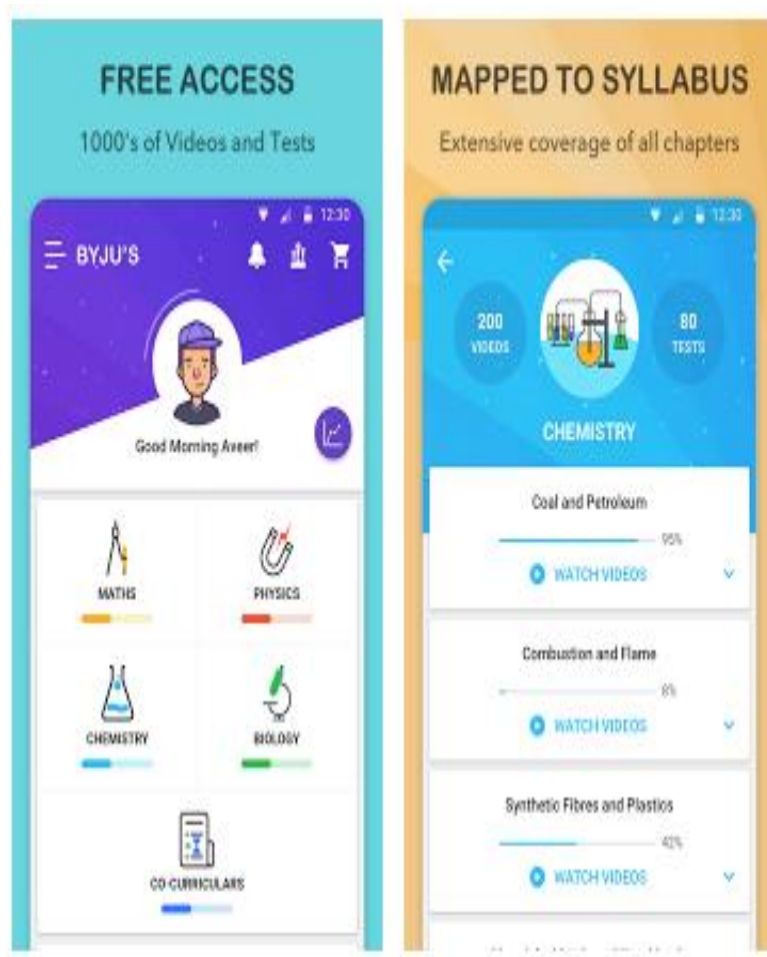 FREE ACCESS
1000's of Videos and Tests
12:30
BYJU'S
Good Morning Aveer!
MATHS
PHYSICS
CHEMISTRY
BIOLOGY
CO-CURRICULARS
MAPPED TO SYLLABUS
Extensive coverage of all chapters
12:30
200
VIDEOS
80
TESTS
CHEMISTRY
Coal and Petroleum
95%
WATCH VIDEOS
Combustion and Flame
8%
WATCH VIDEOS
Synthetic Fibres and Plastics
42%
WATCH VIDEOS